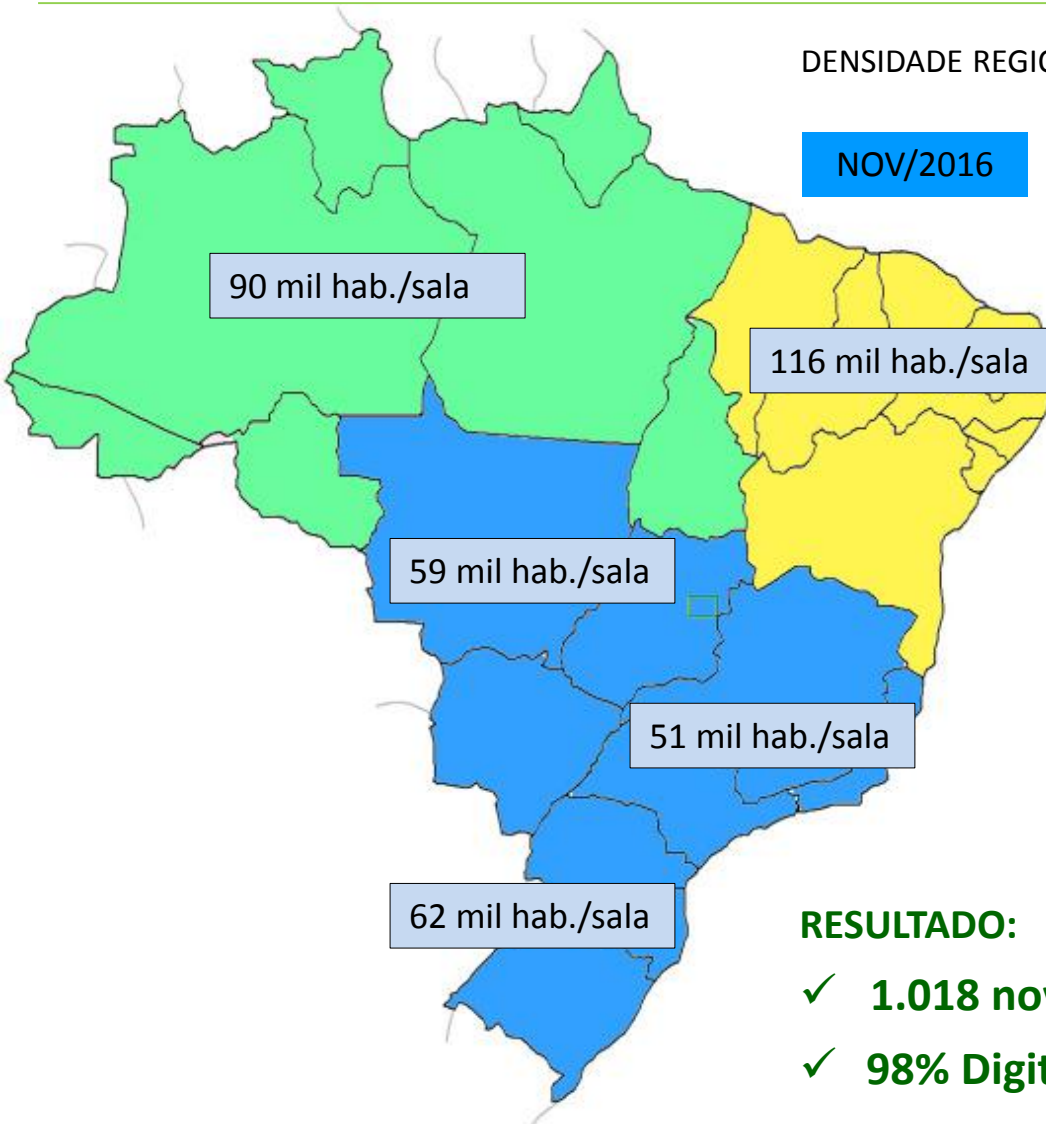 DENSIDADE REGIO
NOV/2016
90 mil hab./sala
116 mil hab./sala
59 mil hab./sala
51 mil hab./sala
62 mil hab./sala
RESULTADO:
✓ 1.018 nov
✓ 98% Digit